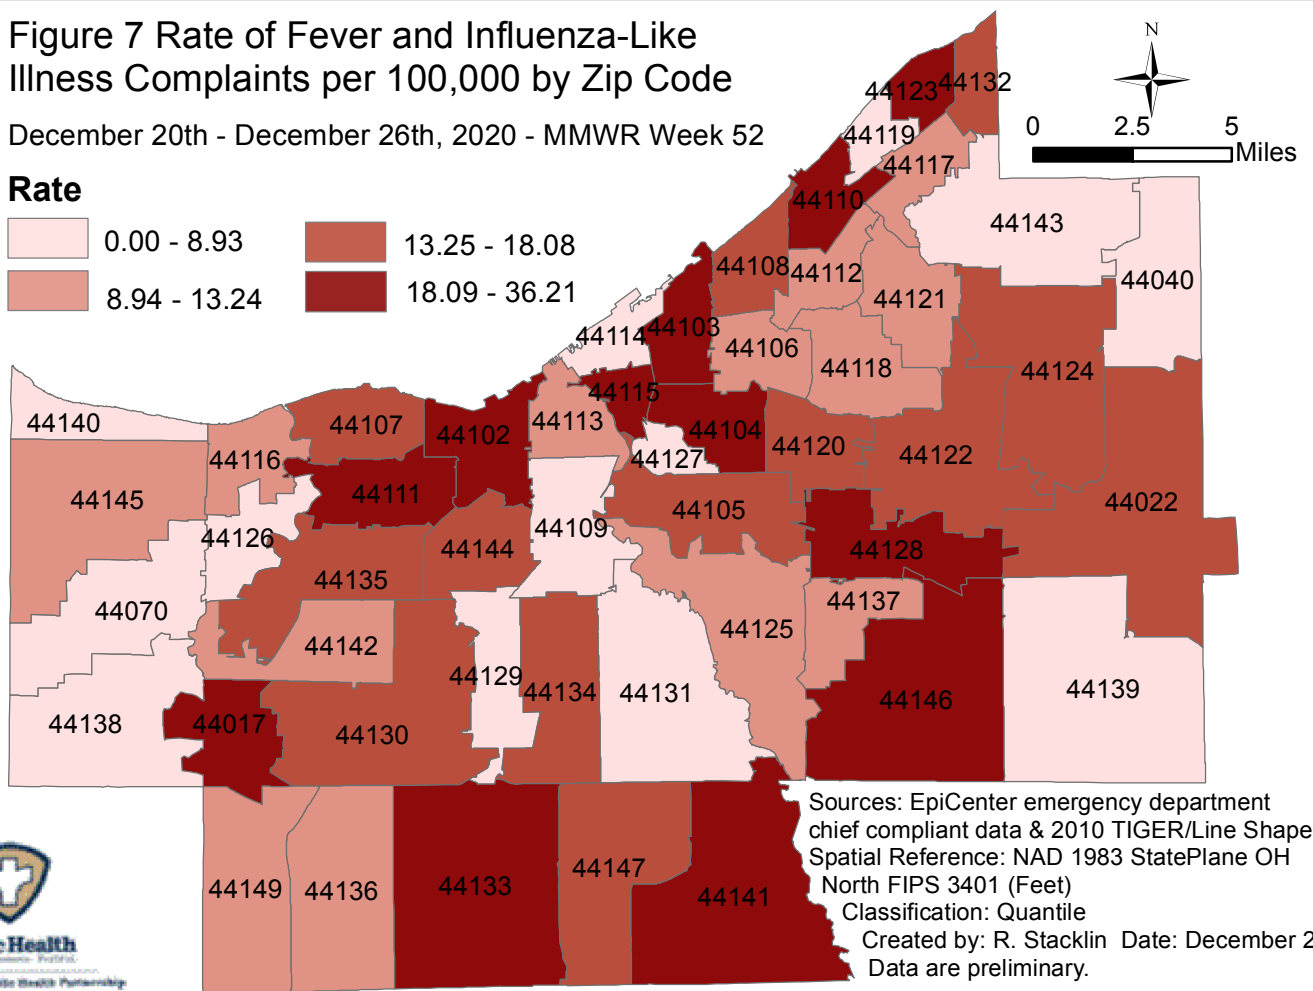 Figure 7 Rate of Fever and Influenza-Like
Illness Complaints per 100,000 by Zip Code
December 20th - December 26th, 2020 - MMWR Week 52
Rate
0.00 - 8.93
8.94 - 13.24
13.25 - 18.08
18.09 - 36.21
N
0 2.5 5
Miles
44123
44132
44119
44117
44110
44143
44108
44112
44040
44121
44114
44103
44106
44118
44124
44115
44140
44107
44102
44113
44104
44120
44122
44116
44127
44145
44111
44105
44022
44126
44109
44144
44128
44135
44070
44137
44142
44125
44129
44134
44131
44139
44146
44138
44017
44130
44149
44136
44133
44147
44141
Sources: EpiCenter emergency department
chief compliant data & 2010 TIGER/Line Shape
Spatial Reference: NAD 1983 StatePlane OH
North FIPS 3401 (Feet)
Classification: Quantile
Created by: R. Stacklin Date: December 2
Data are preliminary.
c Health
Health Partnership